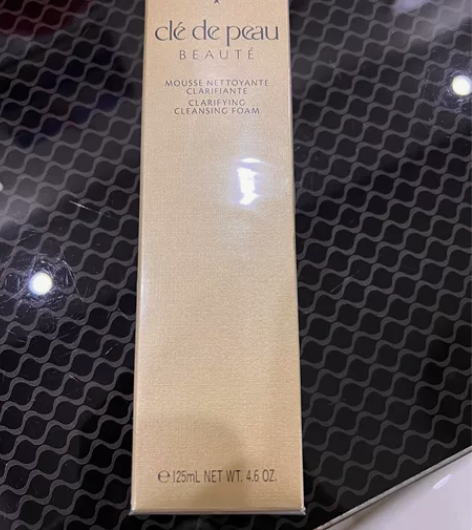 clé de peau
BEAUTÉ
MOUSSE NETTOYANTE
CLARIFIANTE
CLARIFYING
CLEANSING FOAM
℮125mL NET WT. 4.6 OZ.